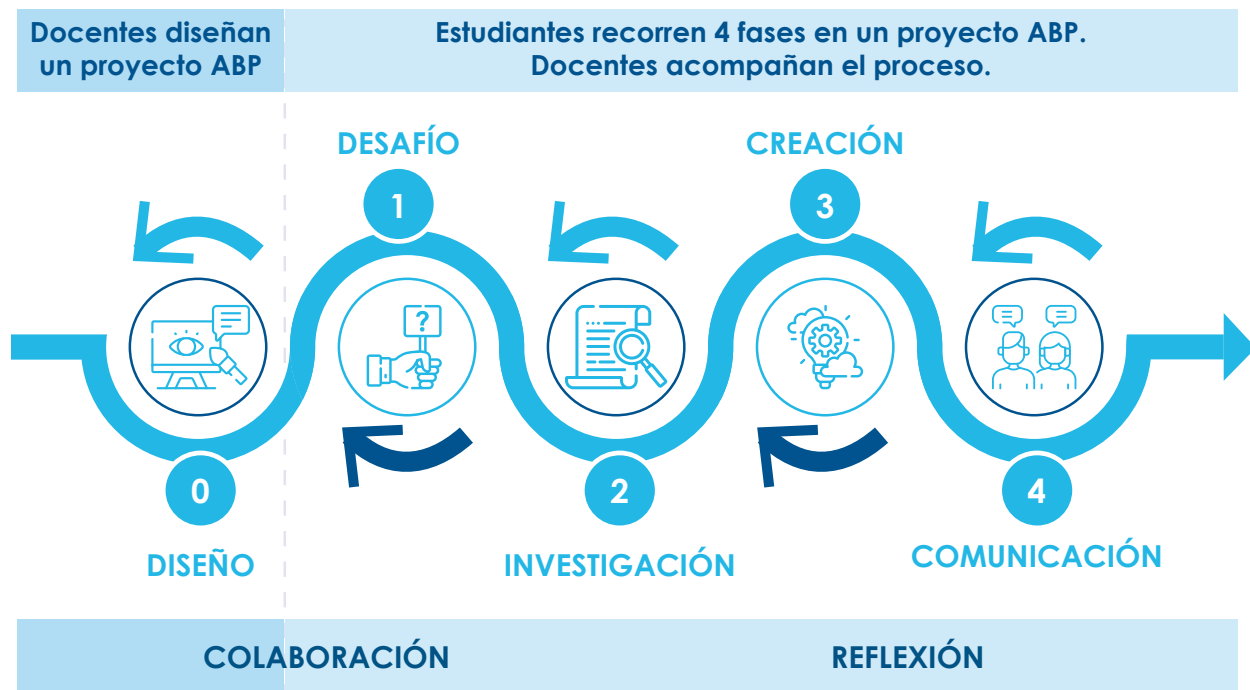 Docentes diseñan
un proyecto ABP
Estudiantes recorren 4 fases en un proyecto ABP.
Docentes acompañan el proceso.
DESAFÍO
CREACIÓN
1
3
?
0
2
4
DISEÑO
INVESTIGACIÓN
COMUNICACIÓN
COLABORACIÓN
REFLEXIÓN